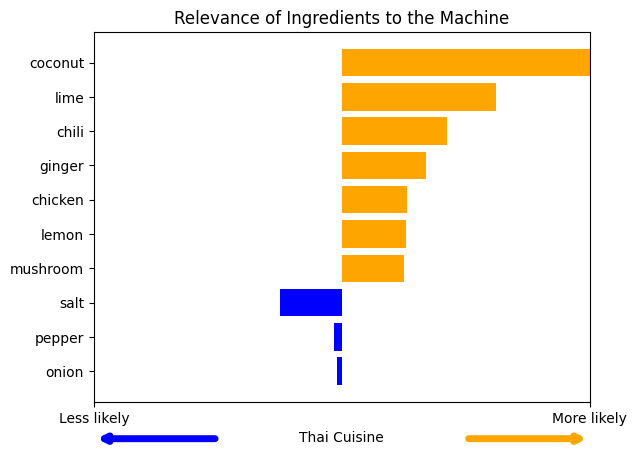 Relevance of Ingredients to the Machine
coconut
lime
chili
ginger
chicken
lemon
mushroom
salt
pepper
onion
Less likely
More likely
Thai Cuisine